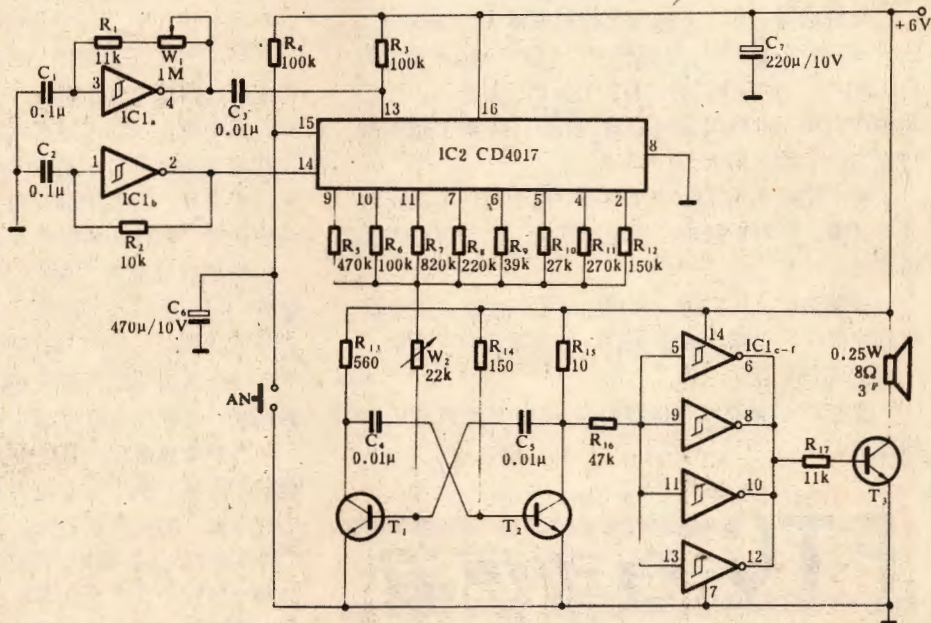 +6V
R₁
11k
W₁
1M
R₄
100k
R₃
100k
C₇
220μ/10V
C₁
0.1μ
3
4
IC1ₐ
C₃
0.01μ
13
16
15
IC2 CD4017
8
C₂
0.1μ
1
2
IC1b
14
R₂
10k
9
10
11
7
6
5
4
2
R₅
470k
R₆
100k
R₇
820k
R₈
220k
R₉
39k
R₁₀
27k
R₁₁
270k
R₁₂
150k
C₆
470μ/10V
R₁₃
560
W₂
22k
R₁₄
150
R₁₅
10
14
5
IC1c-f
6
0.25W
8Ω
3"
AN
C₄
0.01μ
C₅
0.01μ
R₁₆
47k
9
8
R₁₇
11k
T₁
T₂
11
10
T₃
13
12
7